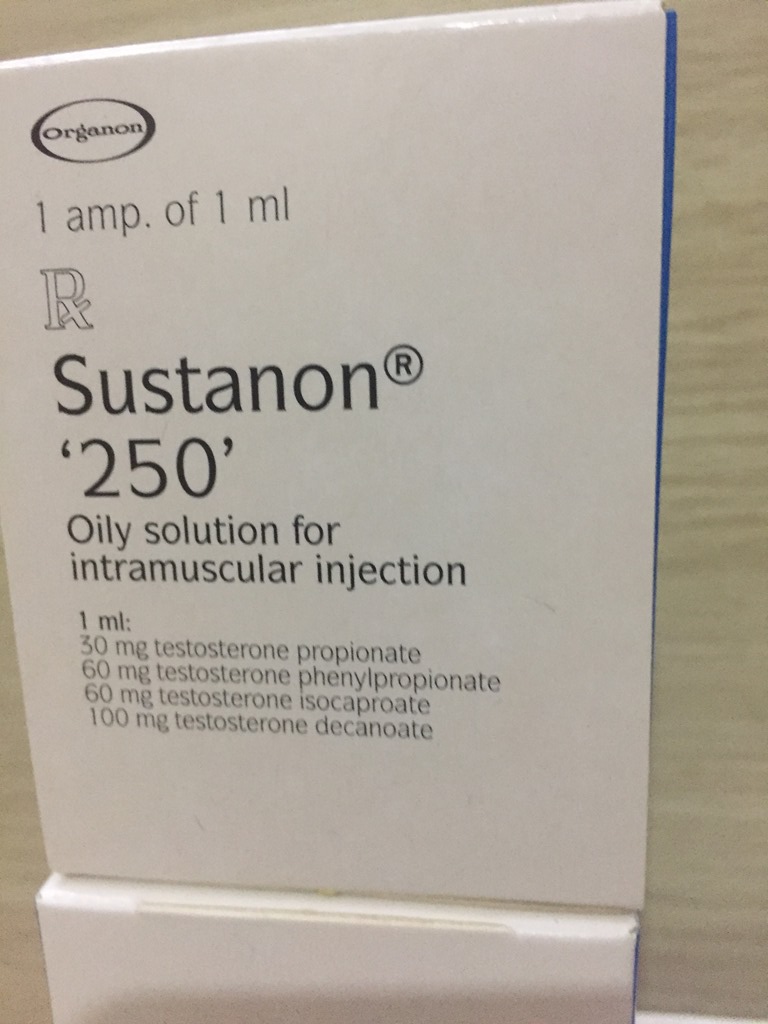 Organon
1 amp. of 1 ml
Rx
Sustanon®
‘250’
Oily solution for
intramuscular injection
1 ml:
30 mg testosterone propionate
60 mg testosterone phenylpropionate
60 mg testosterone isocaproate
100 mg testosterone decanoate